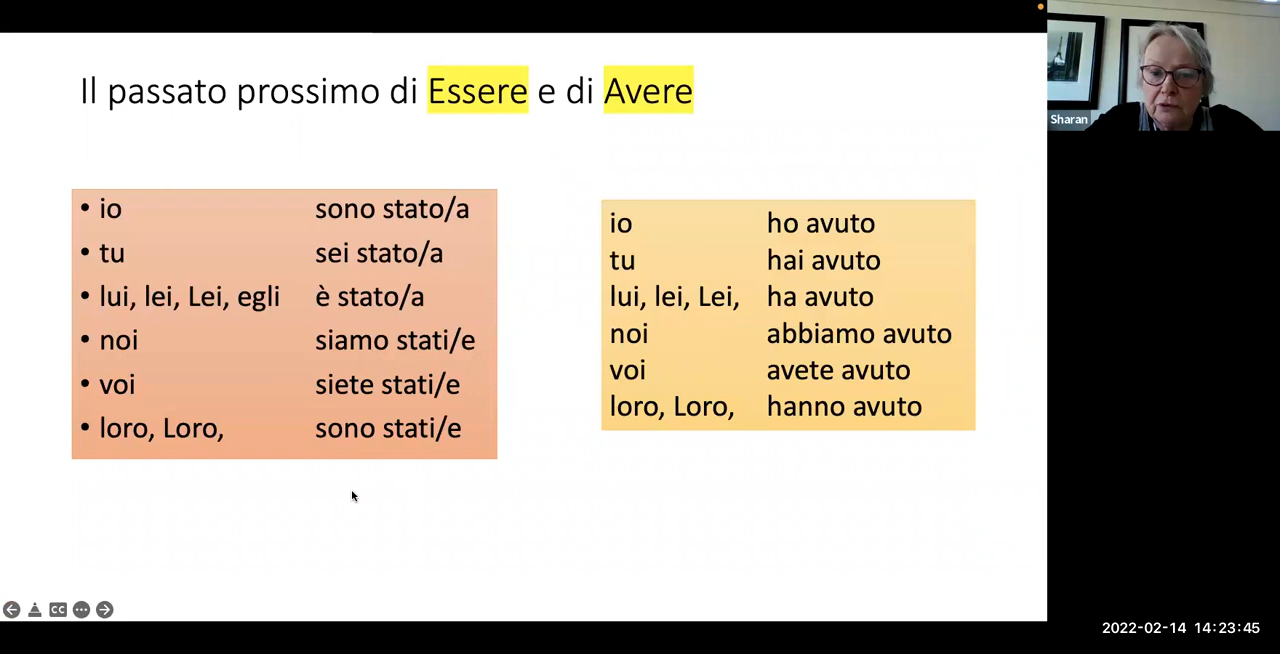 Il passato prossimo di Essere e di Avere
• io sono stato/a
• tu sei stato/a
• lui, lei, Lei, egli è stato/a
• noi siamo stati/e
• voi siete stati/e
• loro, Loro, sono stati/e
io ho avuto
tu hai avuto
lui, lei, Lei, ha avuto
noi abbiamo avuto
voi avete avuto
loro, Loro, hanno avuto
Sharan
CC
2022-02-14 14:23:45